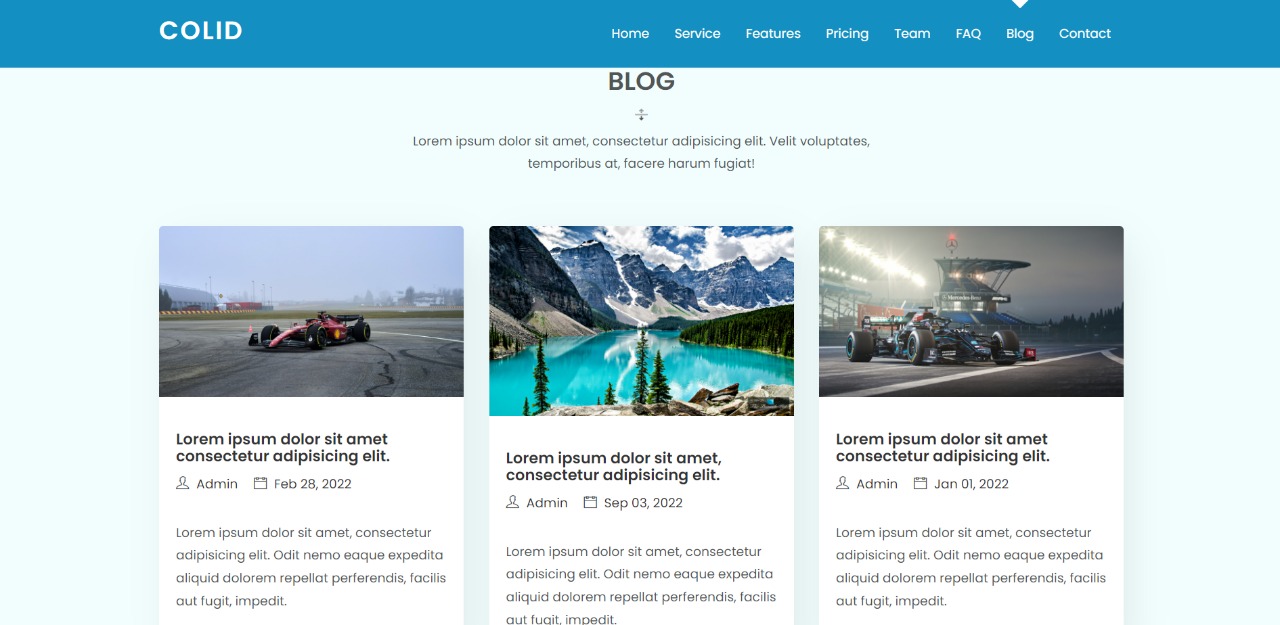 COLID
Home Service Features Pricing Team FAQ Blog Contact
BLOG
Lorem ipsum dolor sit amet, consectetur adipisicing elit. Velit voluptates,
temporibus at, facere harum fugiat!
Lorem ipsum dolor sit amet
consectetur adipisicing elit.
Admin Feb 28, 2022
Lorem ipsum dolor sit amet, consectetur
adipisicing elit. Odit nemo eaque expedita
aliquid dolorem repellat perferendis, facilis
aut fugit, impedit.
Lorem ipsum dolor sit amet,
consectetur adipisicing elit.
Admin Sep 03, 2022
Lorem ipsum dolor sit amet, consectetur
adipisicing elit. Odit nemo eaque expedita
aliquid dolorem repellat perferendis, facilis
aut fugit, impedit.
Mercedes-Benz
Lorem ipsum dolor sit amet
consectetur adipisicing elit.
Admin Jan 01, 2022
Lorem ipsum dolor sit amet, consectetur
adipisicing elit. Odit nemo eaque expedita
aliquid dolorem repellat perferendis, facilis
aut fugit, impedit.